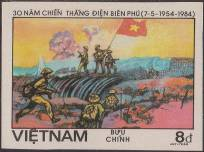 30 NĂM CHIẾN THẮNG ĐIỆN BIÊN PHỦ (7-5-1954-1984)
VIỆTNAM
BƯU CHÍNH
8đ